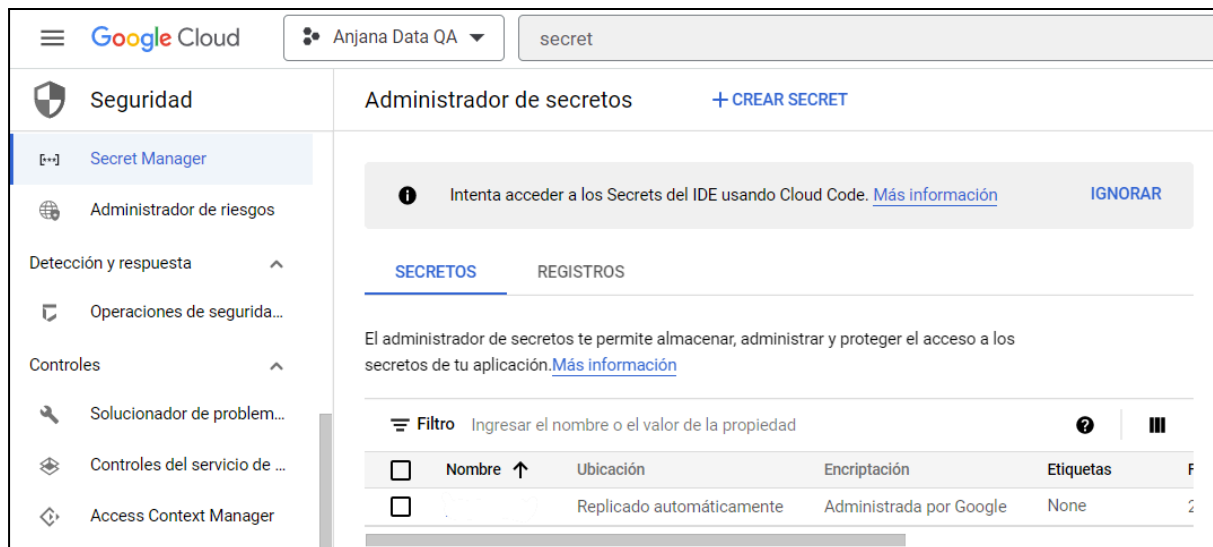 Google Cloud
Anjana Data QA
secret
Seguridad
Administrador de secretos
+ CREAR SECRET
Secret Manager
Administrador de riesgos
Detección y respuesta
Operaciones de segurida...
Controles
Solucionador de problem...
Controles del servicio de ...
Access Context Manager
Intenta acceder a los Secrets del IDE usando Cloud Code. Más información
IGNORAR
SECRETOS REGISTROS
El administrador de secretos te permite almacenar, administrar y proteger el acceso a los
secretos de tu aplicación.Más información
Filtro Ingresar el nombre o el valor de la propiedad
Nombre Ubicación Encriptación Etiquetas
Replicado automáticamente Administrada por Google None